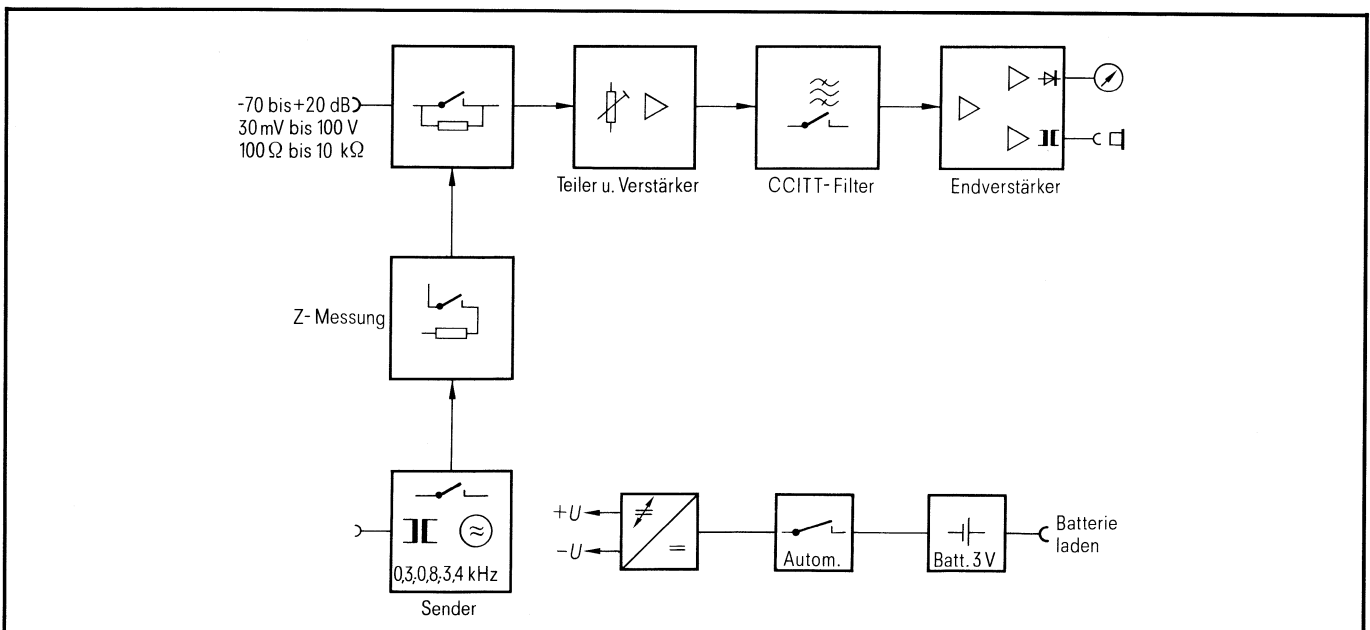 -70 bis+20 dB
30 mV bis 100 V
100 Ω bis 10 kΩ
Teiler u. Verstärker
CCITT-Filter
Endverstärker
Z-Messung
0,3;0,8;3,4 kHz
Sender
+U
-U
=
Autom.
Batt. 3 V
Batterie
laden